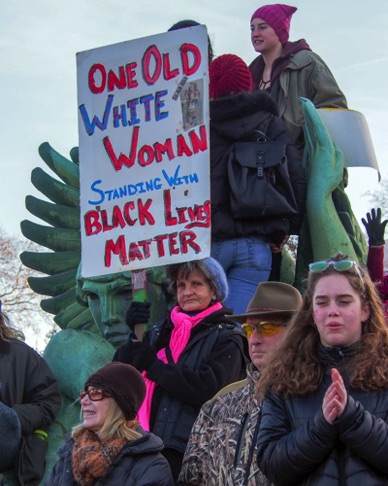 ONE OLD
WHITE
WOMAN
STANDING WITH
BLACK LIVES
MATTER